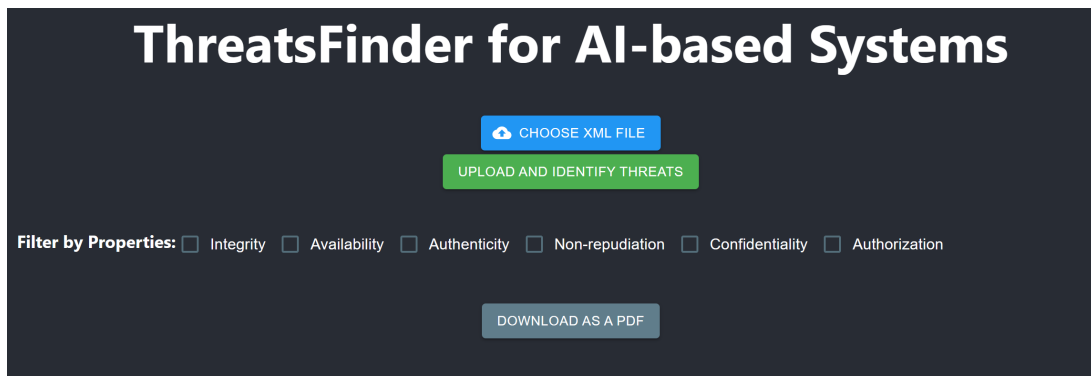 ThreatsFinder for AI-based Systems
CHOOSE XML FILE
UPLOAD AND IDENTIFY THREATS
Filter by Properties: Integrity Availability Authenticity Non-repudiation Confidentiality Authorization
DOWNLOAD AS A PDF